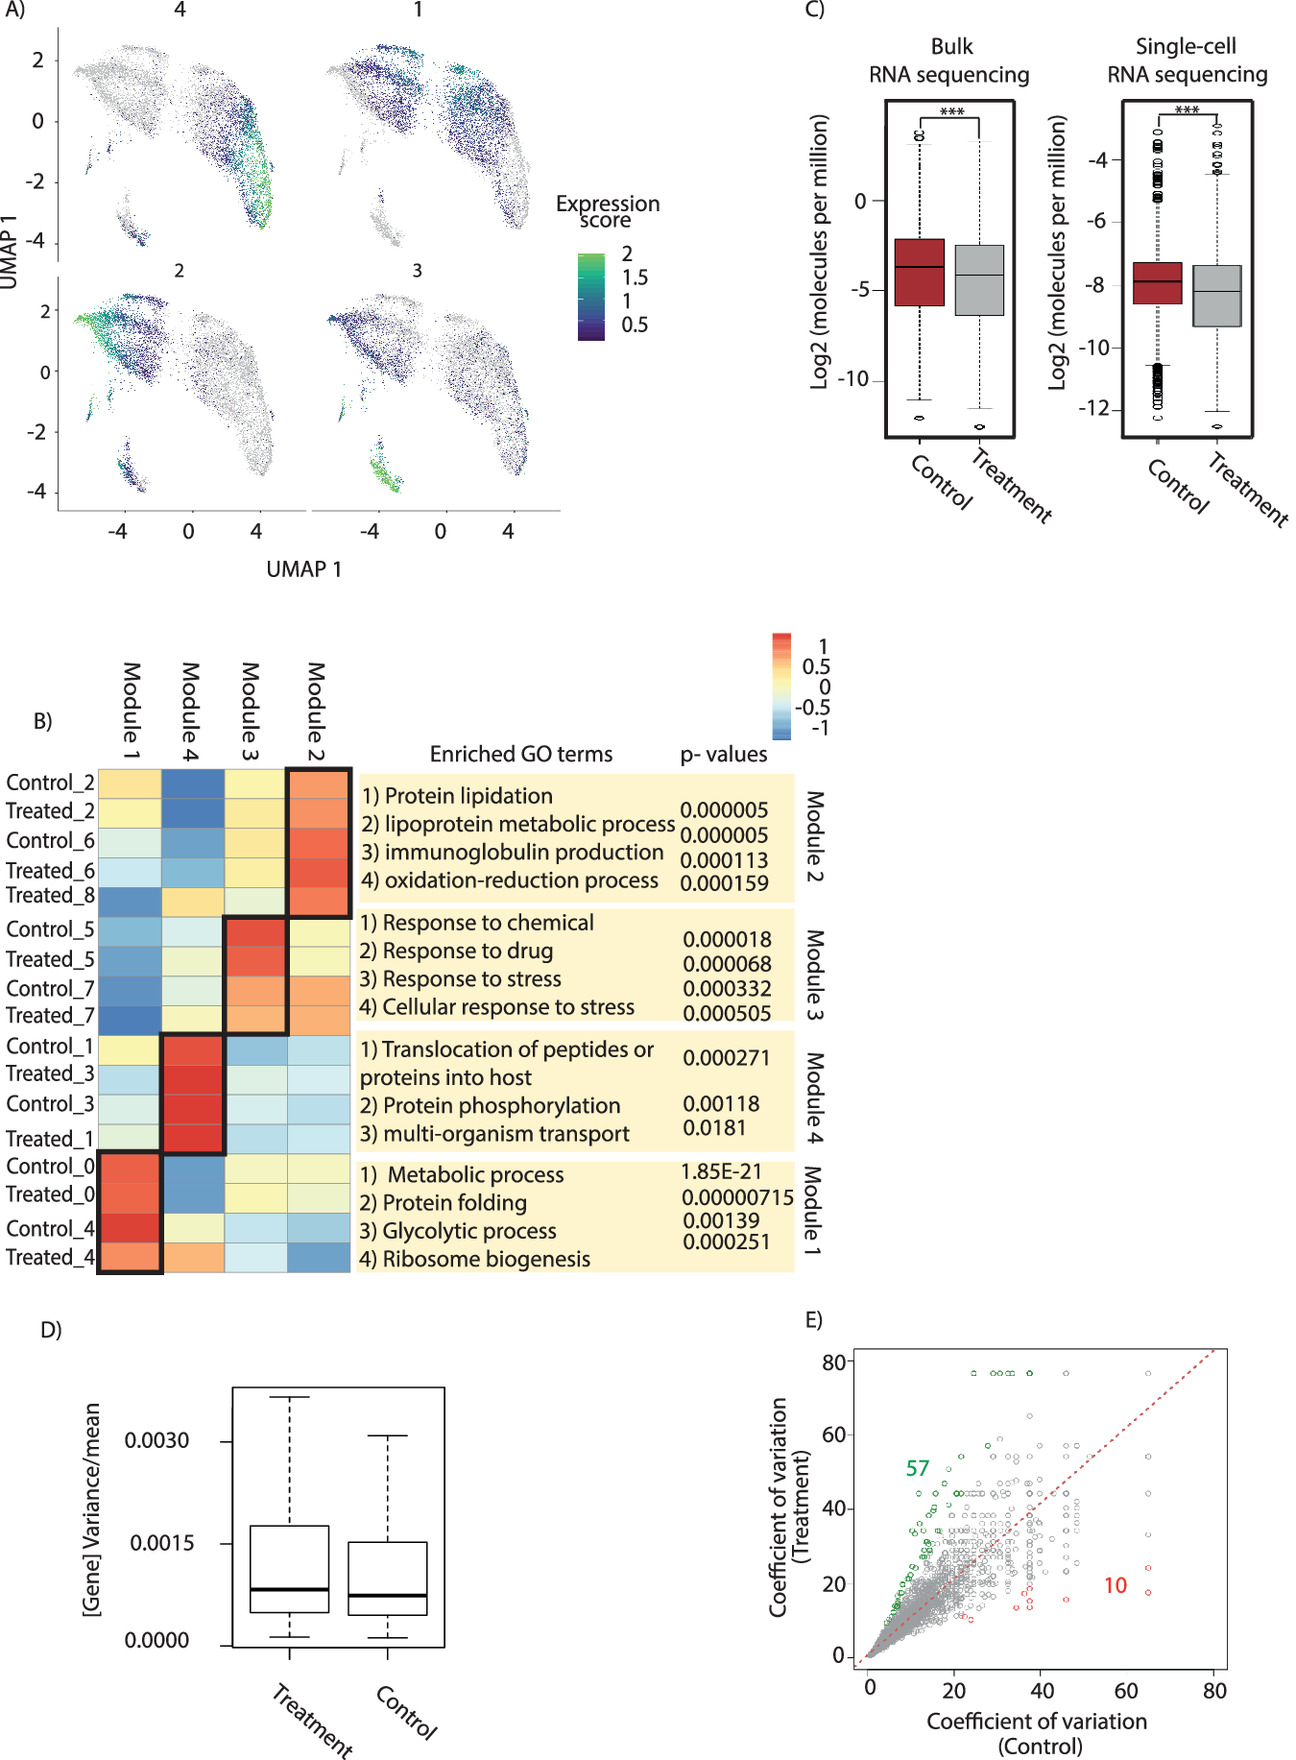 A)
4
1
2
0
-2
-4
UMAP 1
2
3
2
0
-2
-4
-4
0
4
-4
0
4
UMAP 1
Expression
score
2
1.5
1
0.5
C)
Bulk
RNA sequencing
Single-cell
RNA sequencing
***
***
Log2 (molecules per million)
0
-5
-10
Control
Treatment
Log2 (molecules per million)
-4
-6
-8
-10
-12
Control
Treatment
B)
Module 1
Module 4
Module 3
Module 2
1
0.5
0
-0.5
-1
Enriched GO terms
p- values
Control_2
Treated_2
Control_6
Treated_6
Treated_8
Control_5
Treated_5
Control_7
Treated_7
Control_1
Treated_3
Control_3
Treated_1
Control_0
Treated_0
Control_4
Treated_4
1) Protein lipidation
2) lipoprotein metabolic process
3) immunoglobulin production
4) oxidation-reduction process
0.000005
0.000005
0.000113
0.000159
Module 2
1) Response to chemical
2) Response to drug
3) Response to stress
4) Cellular response to stress
0.000018
0.000068
0.000332
0.000505
Module 3
1) Translocation of peptides or
proteins into host
2) Protein phosphorylation
3) multi-organism transport
0.000271
0.00118
0.0181
Module 4
1) Metabolic process
2) Protein folding
3) Glycolytic process
4) Ribosome biogenesis
1.85E-21
0.00000715
0.00139
0.000251
Module 1
D)
[Gene] Variance/mean
0.0030
0.0015
0.0000
Treatment
Control
E)
Coefficient of variation
(Treatment)
80
60
40
20
0
57
10
0
20
40
60
80
Coefficient of variation
(Control)